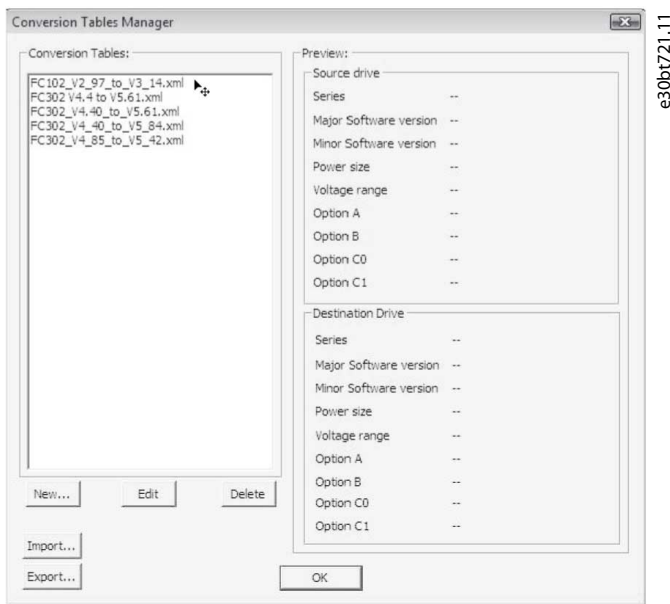 Conversion Tables Manager
Conversion Tables:
FC102_V2_97_to_V3_14.xml
FC302 V4.4 to V5.61.xml
FC302_V4.40_to_V5.61.xml
FC302_V4_40_to_V5_84.xml
FC302_V4_85_to_V5_42.xml
New...
Edit
Delete
Import...
Export...
Preview:
Source drive
Series --
Major Software version --
Minor Software version --
Power size --
Voltage range --
Option A --
Option B --
Option C0 --
Option C1 --
Destination Drive
Series --
Major Software version --
Minor Software version --
Power size --
Voltage range --
Option A --
Option B --
Option C0 --
Option C1 --
OK
e30bt721.11